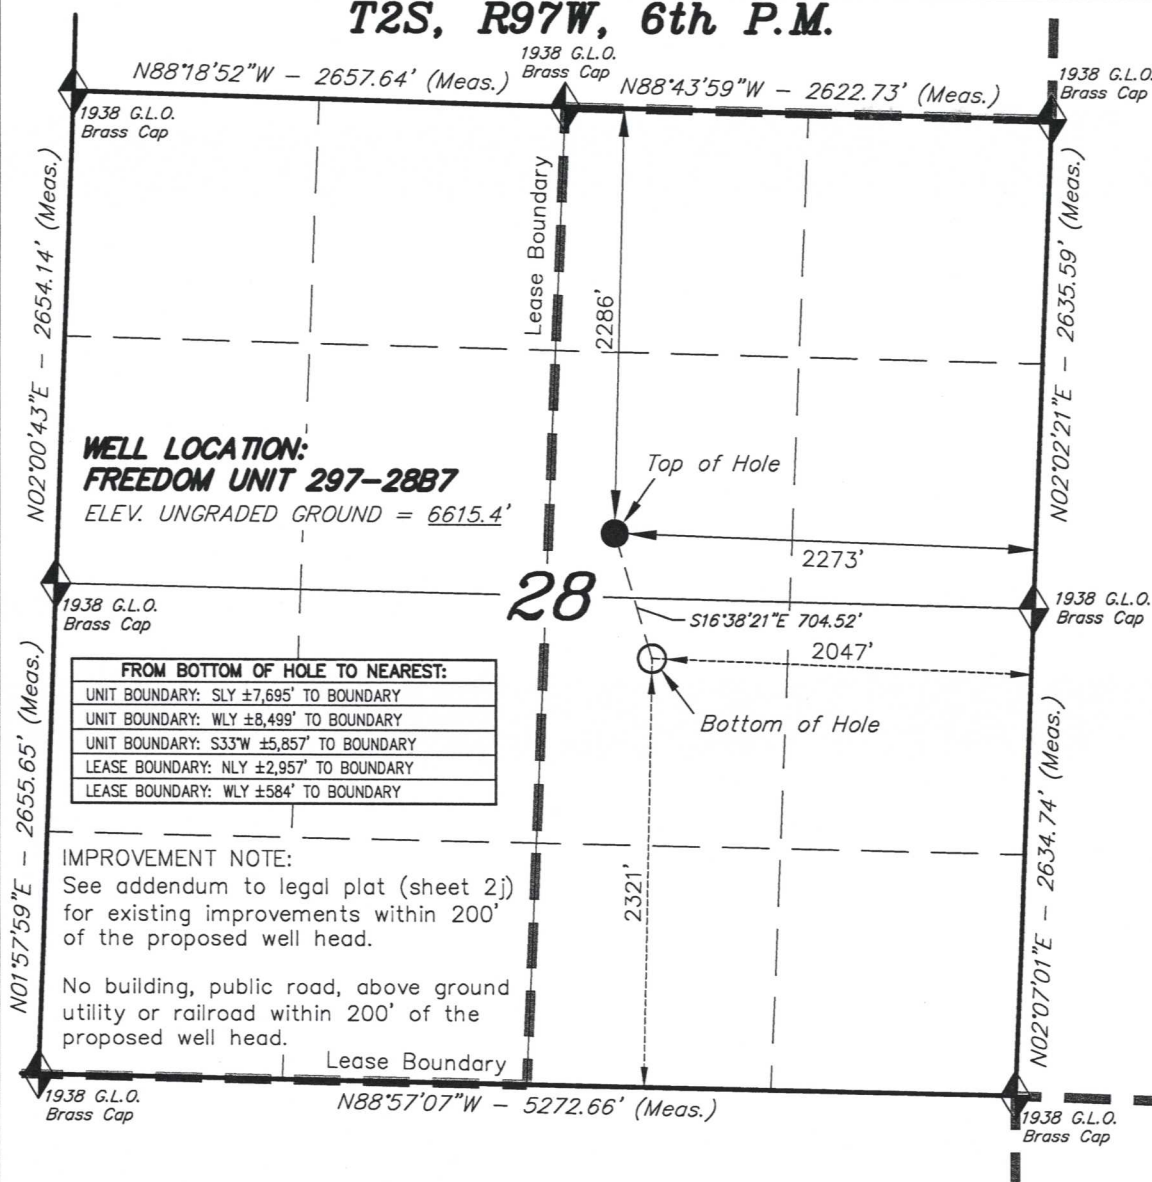 T2S, R97W, 6th P.M.
N88°18'52"W - 2657.64' (Meas.)
1938 G.L.O.
Brass Cap
N88°43'59"W - 2622.73' (Meas.)
1938 G.L.O.
Brass Cap
1938 G.L.O.
Brass Cap
N02°00'43"E - 2654.14' (Meas.)
Lease Boundary
2286'
N02°02'21"E - 2635.59' (Meas.)
WELL LOCATION:
FREEDOM UNIT 297-28B7
ELEV. UNGRADED GROUND = 6615.4'
Top of Hole
2273'
28
1938 G.L.O.
Brass Cap
1938 G.L.O.
Brass Cap
S16°38'21"E 704.52'
2047'
Bottom of Hole
FROM BOTTOM OF HOLE TO NEAREST:
UNIT BOUNDARY: SLY ±7,695' TO BOUNDARY
UNIT BOUNDARY: WLY ±8,499' TO BOUNDARY
UNIT BOUNDARY: S33°W ±5,857' TO BOUNDARY
LEASE BOUNDARY: NLY ±2,957' TO BOUNDARY
LEASE BOUNDARY: WLY ±584' TO BOUNDARY
N01°57'59"E - 2655.65' (Meas.)
2321'
N02°07'01"E - 2634.74' (Meas.)
IMPROVEMENT NOTE:
See addendum to legal plat (sheet 2j)
for existing improvements within 200'
of the proposed well head.
No building, public road, above ground
utility or railroad within 200' of the
proposed well head.
Lease Boundary
1938 G.L.O.
Brass Cap
N88°57'07"W - 5272.66' (Meas.)
1938 G.L.O.
Brass Cap